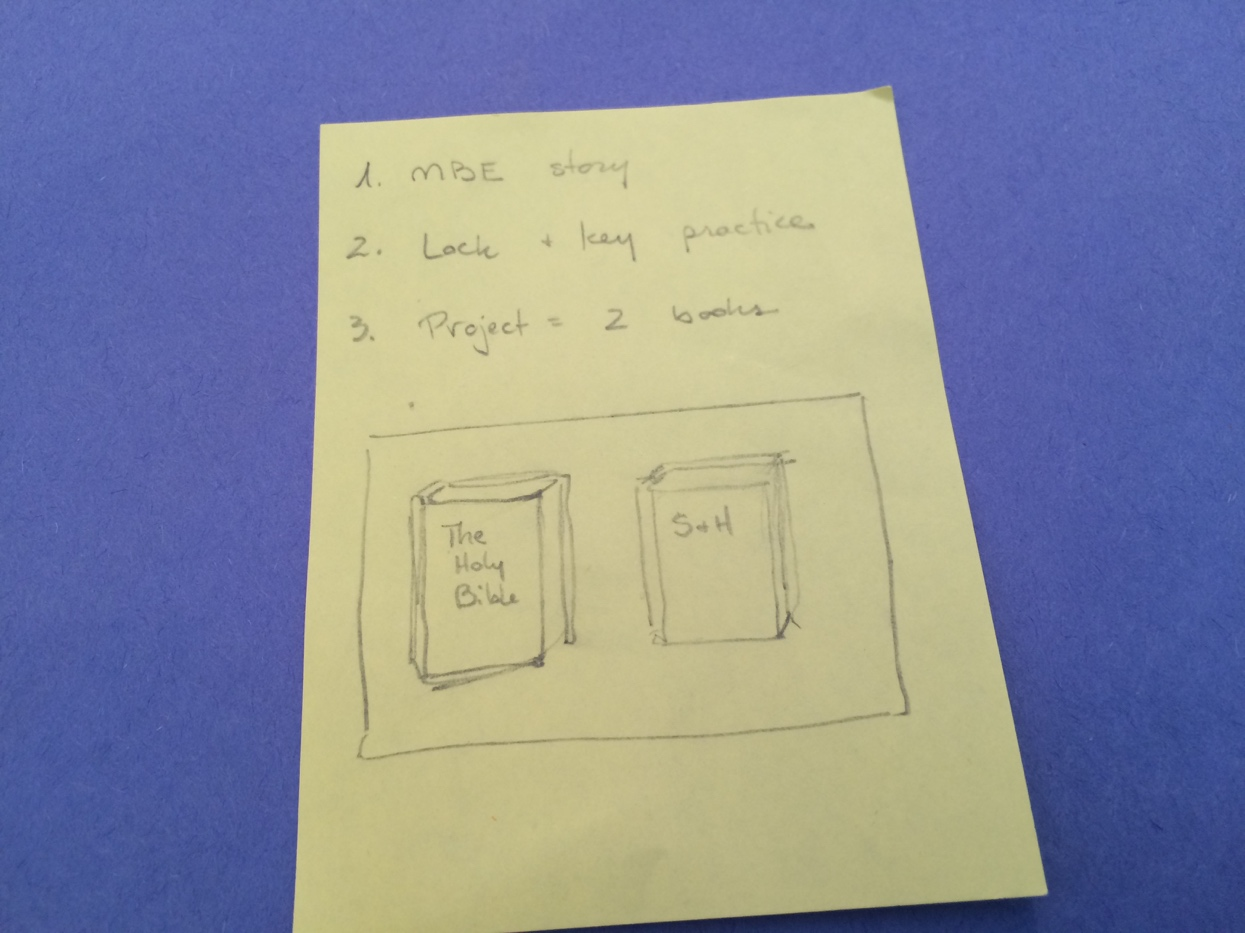 1. MBE story
2. Lock + key practice
3. Project = 2 books
The
Holy
Bible
S+H